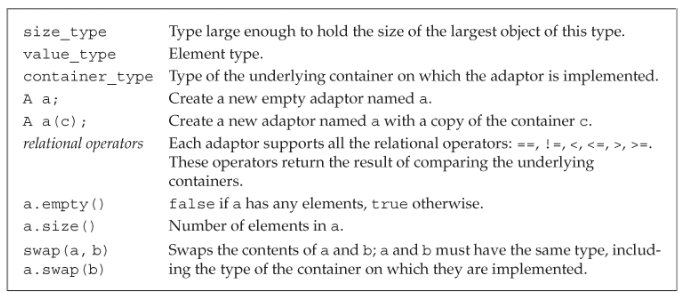 size_type Type large enough to hold the size of the largest object of this type.
value_type Element type.
container_type Type of the underlying container on which the adaptor is implemented.
A a; Create a new empty adaptor named a.
A a(c); Create a new adaptor named a with a copy of the container c.
relational operators Each adaptor supports all the relational operators: ==, !=, <, <=, >, >=.
These operators return the result of comparing the underlying
containers.
a.empty() false if a has any elements, true otherwise.
a.size() Number of elements in a.
swap(a, b) Swaps the contents of a and b; a and b must have the same type, includ-
a.swap(b) ing the type of the container on which they are implemented.